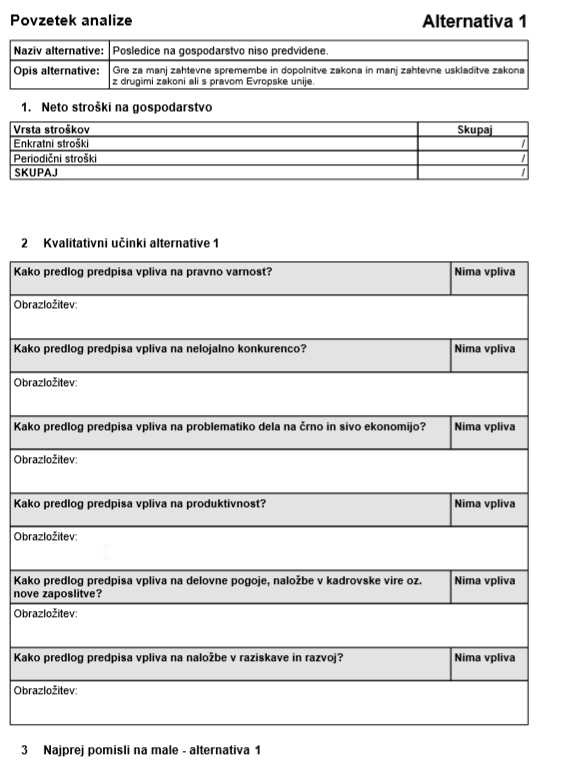 Povzetek analize
Alternativa 1
Naziv alternative: Posledice na gospodarstvo niso predvidene.
Opis alternative: Gre za manj zahtevne spremembe in dopolnitve zakona in manj zahtevne uskladitve zakona
z drugimi zakoni ali s pravom Evropske unije.
1. Neto stroški na gospodarstvo
Vrsta stroškov Skupaj
Enkratni stroški /
Periodični stroški /
SKUPAJ /
2 Kvalitativni učinki alternative 1
Kako predlog predpisa vpliva na pravno varnost? Nima vpliva
Obrazložitev:
Kako predlog predpisa vpliva na nelojalno konkurenco? Nima vpliva
Obrazložitev:
Kako predlog predpisa vpliva na problematiko dela na črno in sivo ekonomijo? Nima vpliva
Obrazložitev:
Kako predlog predpisa vpliva na produktivnost? Nima vpliva
Obrazložitev:
Kako predlog predpisa vpliva na delovne pogoje, naložbe v kadrovske vire oz. Nima vpliva
nove zaposlitve?
Obrazložitev:
Kako predlog predpisa vpliva na naložbe v raziskave in razvoj? Nima vpliva
Obrazložitev:
3 Najprej pomisli na male - alternativa 1